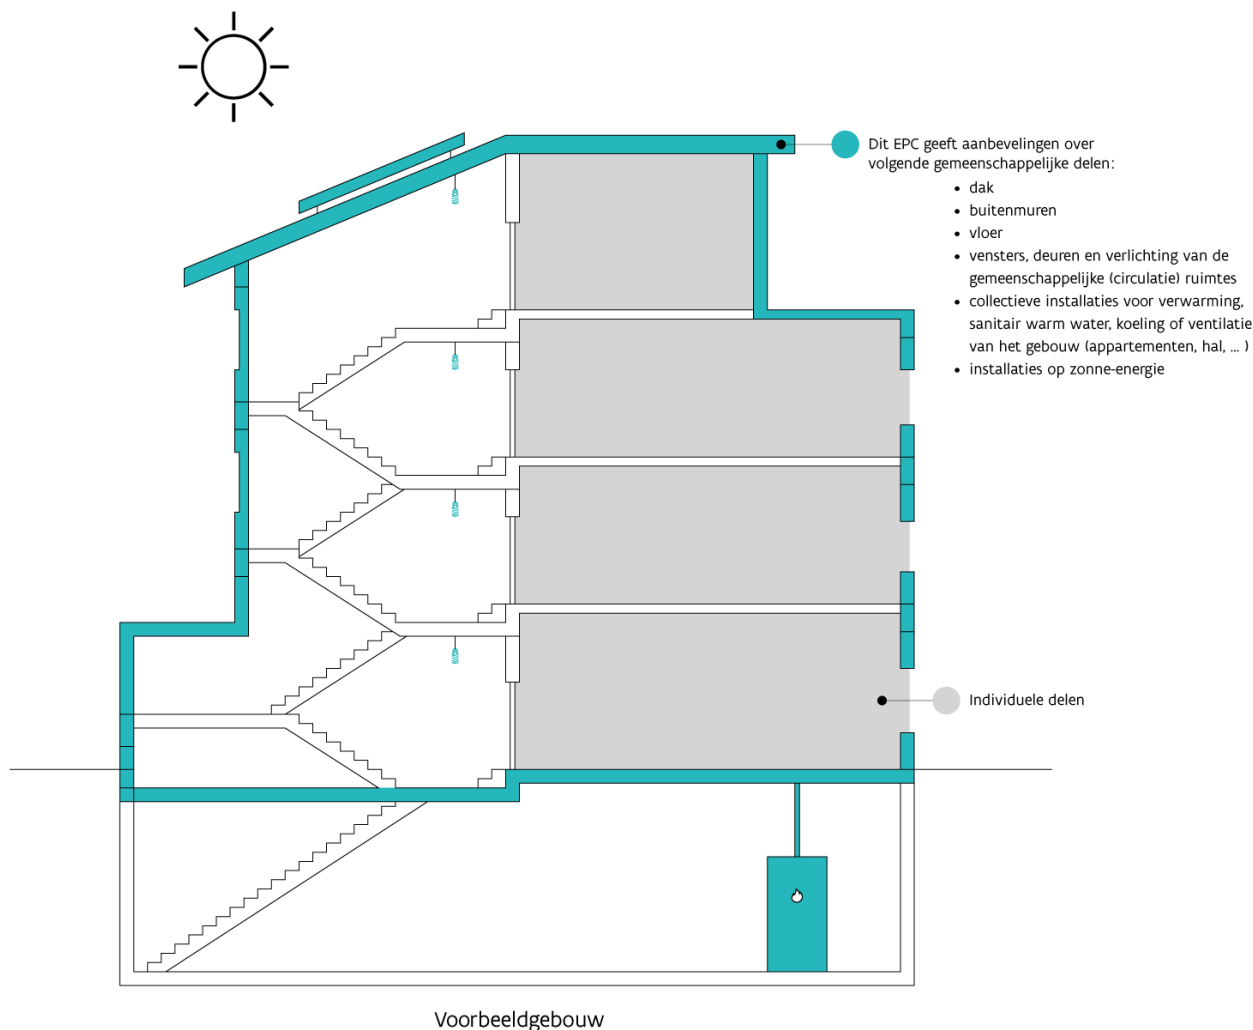 Dit EPC geeft aanbevelingen over
volgende gemeenschappelijke delen:
• dak
• buitenmuren
• vloer
• vensters, deuren en verlichting van de
gemeenschappelijke (circulatie) ruimtes
• collectieve installaties voor verwarming,
sanitair warm water, koeling of ventilatie
van het gebouw (appartementen, hal, ... )
• installaties op zonne-energie
Individuele delen
Voorbeeldgebouw